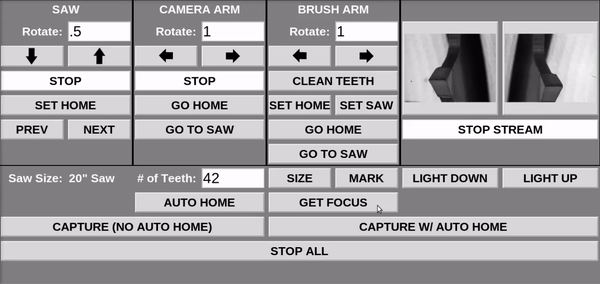 SAW CAMERA ARM BRUSH ARM
Rotate: .5 Rotate: 1 Rotate: 1
STOP STOP CLEAN TEETH
SET HOME GO HOME SET HOME SET SAW
PREV NEXT GO TO SAW GO HOME STOP STREAM
GO TO SAW
Saw Size: 20" Saw # of Teeth: 42 SIZE MARK LIGHT DOWN LIGHT UP
AUTO HOME GET FOCUS
CAPTURE (NO AUTO HOME) CAPTURE W/ AUTO HOME
STOP ALL